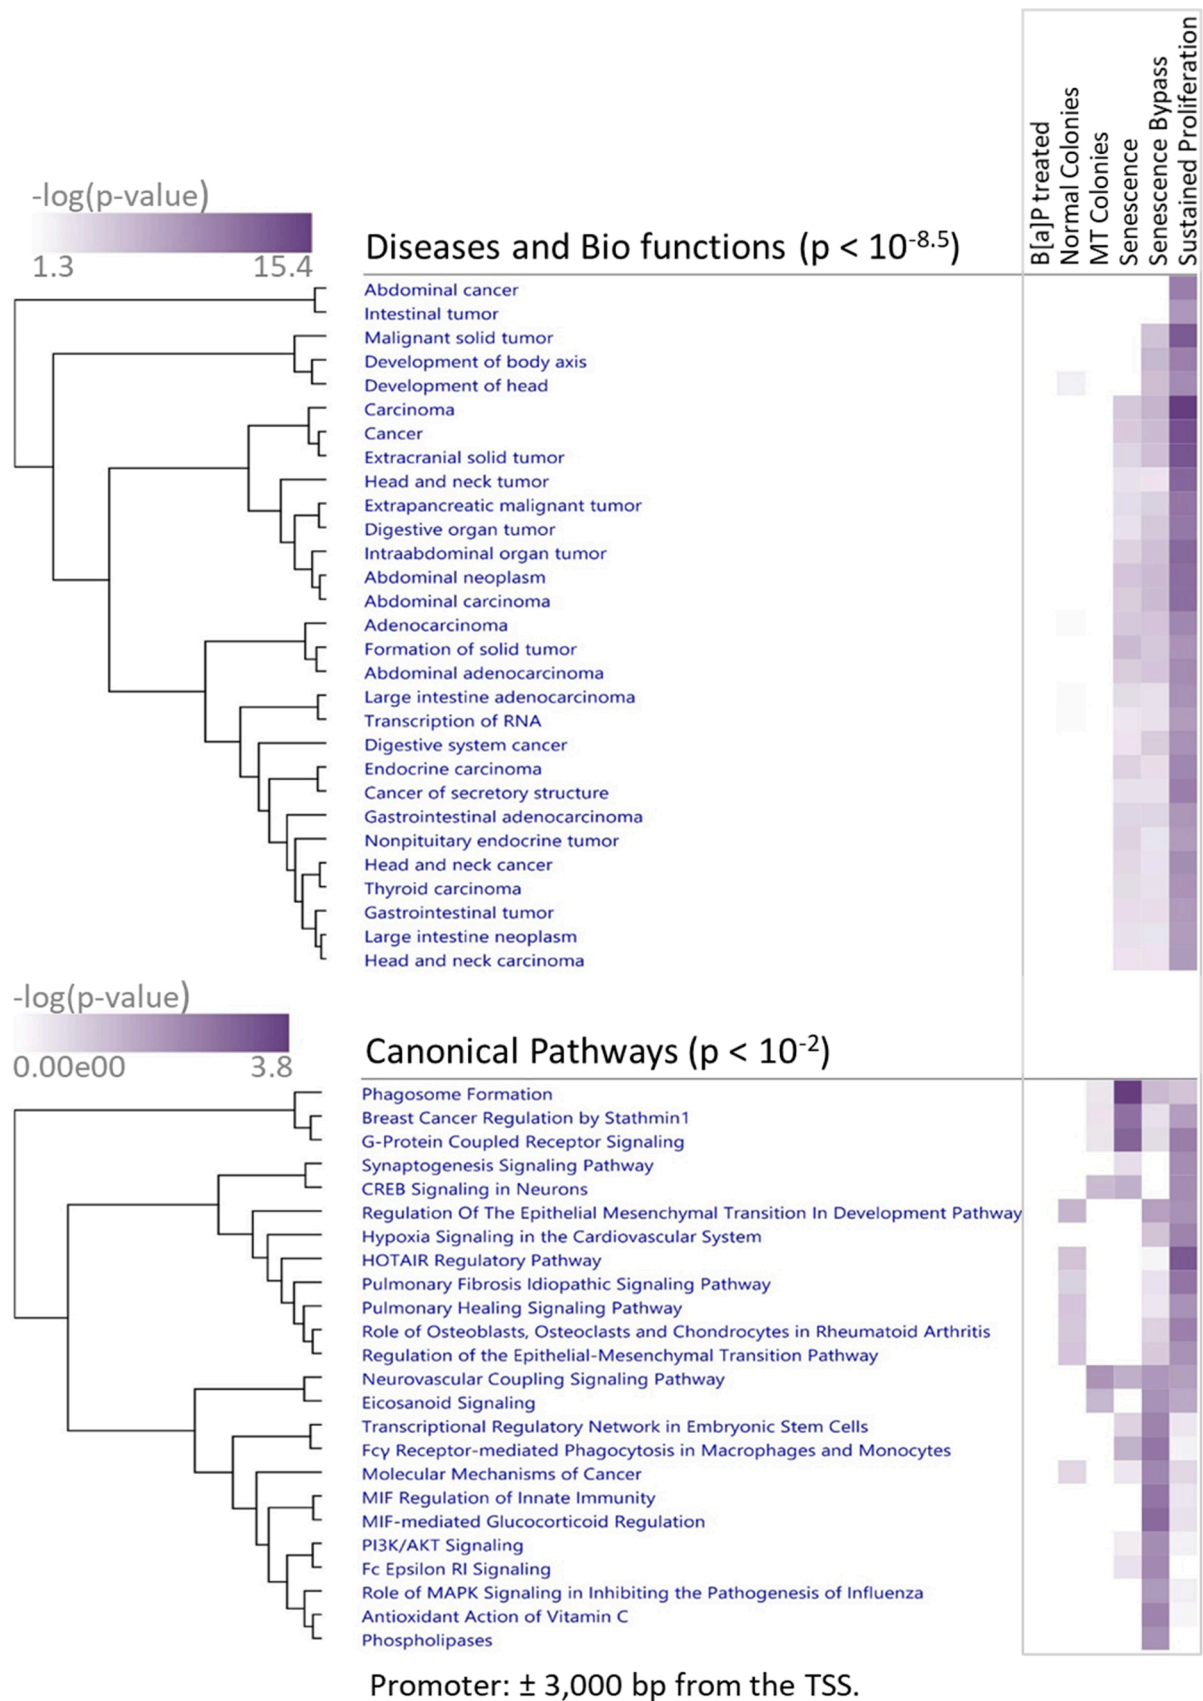 B[a]P treated
Normal Colonies
MT Colonies
Senescence
Senescence Bypass
Sustained Proliferation
-log(p-value)
1.3 15.4
Diseases and Bio functions (p < 10-8.5)
Abdominal cancer
Intestinal tumor
Malignant solid tumor
Development of body axis
Development of head
Carcinoma
Cancer
Extracranial solid tumor
Head and neck tumor
Extrapancreatic malignant tumor
Digestive organ tumor
Intraabdominal organ tumor
Abdominal neoplasm
Abdominal carcinoma
Adenocarcinoma
Formation of solid tumor
Abdominal adenocarcinoma
Large intestine adenocarcinoma
Transcription of RNA
Digestive system cancer
Endocrine carcinoma
Cancer of secretory structure
Gastrointestinal adenocarcinoma
Nonpituitary endocrine tumor
Head and neck cancer
Thyroid carcinoma
Gastrointestinal tumor
Large intestine neoplasm
Head and neck carcinoma
-log(p-value)
0.00e00 3.8
Canonical Pathways (p < 10-2)
Phagosome Formation
Breast Cancer Regulation by Stathmin1
G-Protein Coupled Receptor Signaling
Synaptogenesis Signaling Pathway
CREB Signaling in Neurons
Regulation Of The Epithelial Mesenchymal Transition In Development Pathway
Hypoxia Signaling in the Cardiovascular System
HOTAIR Regulatory Pathway
Pulmonary Fibrosis Idiopathic Signaling Pathway
Pulmonary Healing Signaling Pathway
Role of Osteoblasts, Osteoclasts and Chondrocytes in Rheumatoid Arthritis
Regulation of the Epithelial-Mesenchymal Transition Pathway
Neurovascular Coupling Signaling Pathway
Eicosanoid Signaling
Transcriptional Regulatory Network in Embryonic Stem Cells
Fcγ Receptor-mediated Phagocytosis in Macrophages and Monocytes
Molecular Mechanisms of Cancer
MIF Regulation of Innate Immunity
MIF-mediated Glucocorticoid Regulation
PI3K/AKT Signaling
Fc Epsilon RI Signaling
Role of MAPK Signaling in Inhibiting the Pathogenesis of Influenza
Antioxidant Action of Vitamin C
Phospholipases
Promoter: ± 3,000 bp from the TSS.